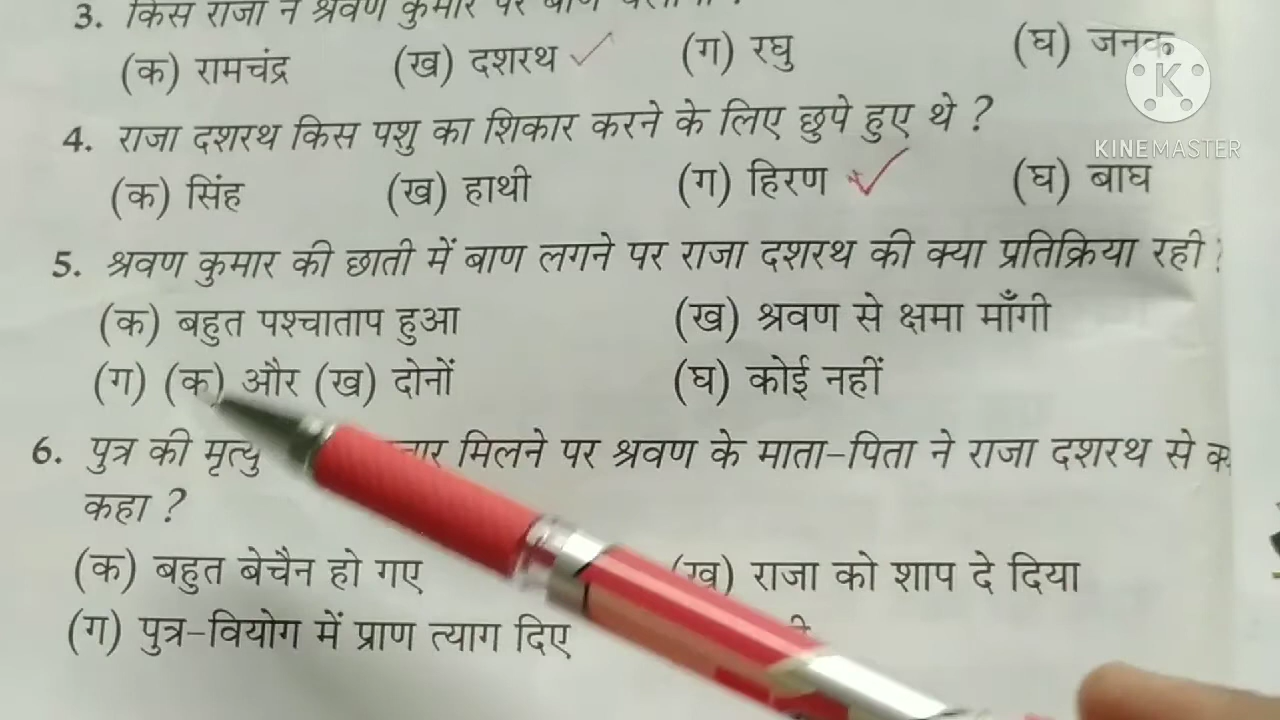 3. किस राजा ने श्रवण कुमार पर बाण
(क) रामचंद्र (ख) दशरथ (ग) रघु (घ) जनक
KINEMASTER
4. राजा दशरथ किस पशु का शिकार करने के लिए छुपे हुए थे ?
(क) सिंह (ख) हाथी (ग) हिरण (घ) बाघ
5. श्रवण कुमार की छाती में बाण लगने पर राजा दशरथ की क्या प्रतिक्रिया रही ?
(क) बहुत पश्चाताप हुआ (ख) श्रवण से क्षमा माँगी
(ग) (क) और (ख) दोनों (घ) कोई नहीं
6. पुत्र की मृत्यु मिलने पर श्रवण के माता-पिता ने राजा दशरथ से
कहा ?
(क) बहुत बेचैन हो गए (ख) राजा को शाप दे दिया
(ग) पुत्र-वियोग में प्राण त्याग दिए